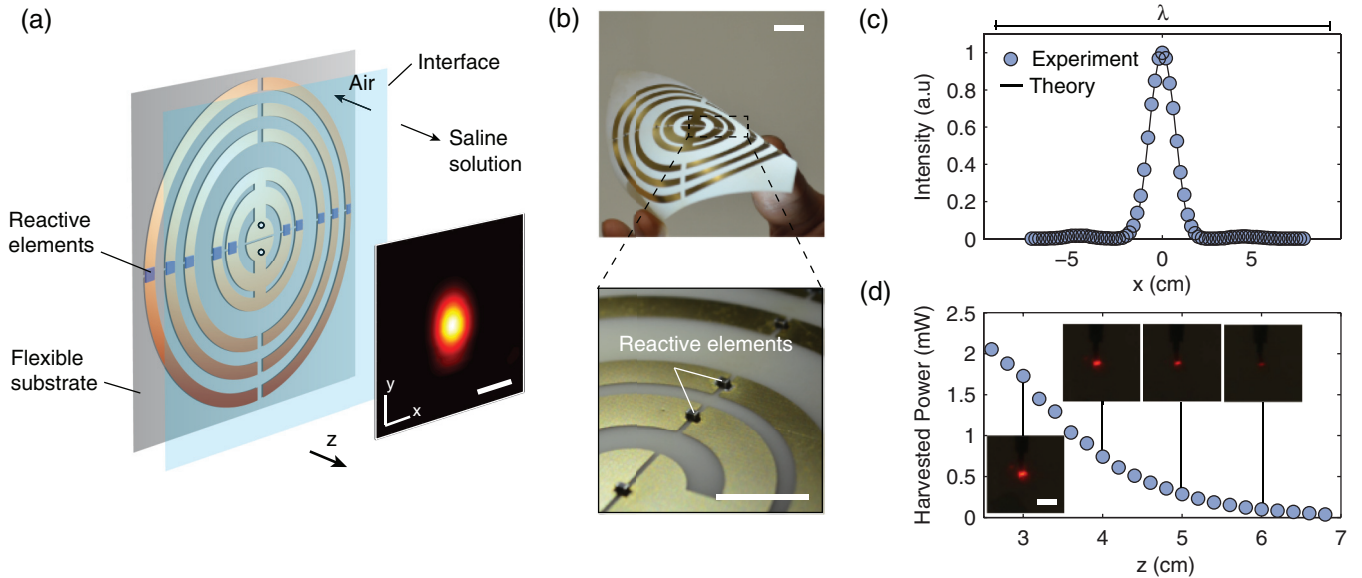 (a)
Interface
Air
Saline
solution
Reactive
elements
Flexible
substrate
z
y
x
(b)
Reactive elements
(c)
λ
Experiment
Theory
Intensity (a.u)
1
0.8
0.6
0.4
0.2
0
−5
0
5
x (cm)
(d)
Harvested Power (mW)
2.5
2
1.5
1
0.5
0
3
4
5
6
7
z (cm)